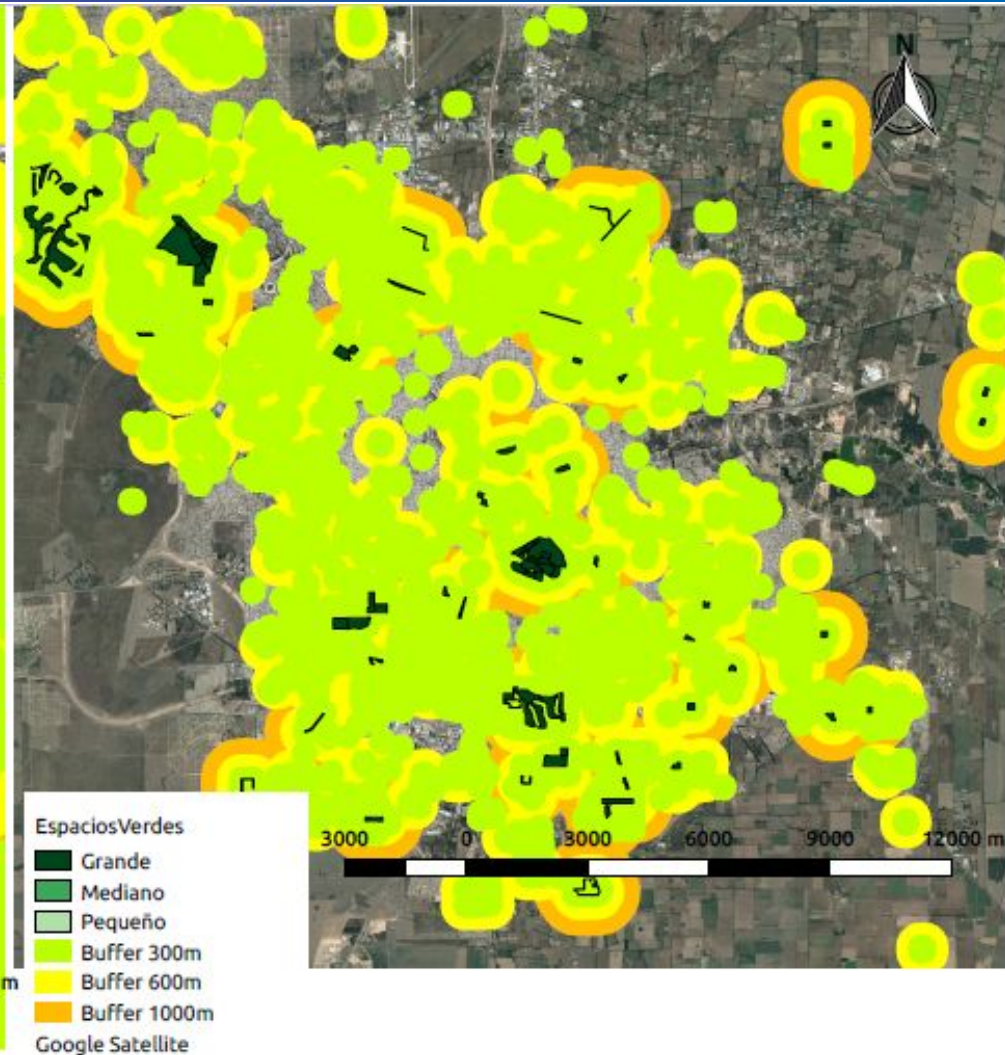 N
EspaciosVerdes
Grande
Mediano
Pequeño
Buffer 300m
Buffer 600m
Buffer 1000m
Google Satellite
3000 0 3000 6000 9000 12000 m
m